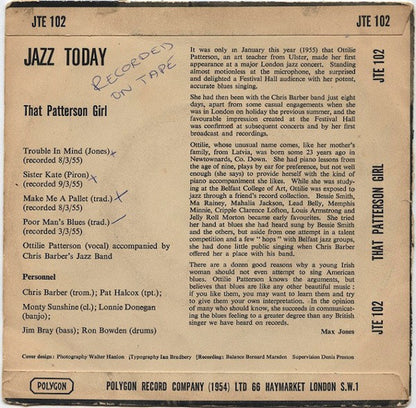 JTE 102
JTE 102
JAZZ TODAY
RECORDED
ON TAPE
That Patterson Girl
Trouble In Mind (Jones)
(recorded 8/3/55)
Sister Kate (Piron)
(recorded 9/3/55)
Make Me A Pallet (trad.)
(recorded 8/3/55)
Poor Man's Blues (trad.)
(recorded 3/3/55)
Ottilie Patterson (vocal) accompanied by
Chris Barber's Jazz Band
Personnel
Chris Barber (trom.); Pat Halcox (tpt.);
Monty Sunshine (cl.); Lonnie Donegan
(banjo);
Jim Bray (bass); Ron Bowden (drums)
It was only in January this year (1955) that Ottilie
Patterson, an art teacher from Ulster, made her first
appearance at a major London jazz concert. Standing
almost motionless at the microphone, she surprised
and delighted a Festival Hall audience with her potent,
accurate blues singing.
She had then been with the Chris Barber band just eight
days, apart from some casual engagements when she
was in London on holiday the previous summer, and the
favourable impression created at the Festival Hall
was confirmed at subsequent concerts and by her first
broadcast and recordings.
Ottilie, whose unusual name comes, like her mother's
family, from Latvia, was born some 23 years ago in
Newtownards, Co. Down. She had piano lessons from
the age of nine, plays by ear for preference, but not well
enough (she says) to provide herself with the kind of
piano accompaniment she likes. While she was study-
ing at the Belfast College of Art, Ottilie was exposed to
jazz through a friend's record collection. Bessie Smith,
Ma Rainey, Mahalia Jackson, Lead Belly, Memphis
Minnie, Cripple Clarence Lofton, Louis Armstrong and
Jelly Roll Morton became early favourites. She tried
her hand at blues she had heard sung by Bessie Smith
and the others, but aside from an attempt in a talent
competition and a few " hops " with Belfast jazz groups,
she had done little public singing when Chris Barber
offered her a place with his band.
There are a dozen good reasons why a young Irish
woman should not even attempt to sing American
blues. Ottilie Patterson knows the arguments, but
believes that blues are like any other beautiful music :
if you like them, you may want to learn them and try
to give them your own interpretation. In the opinion
of many who should know, she succeeds in communicat-
ing the blues feeling to a greater degree than any British
singer we have heard on records.
Max Jones
JTE 102
THAT PATTERSON GIRL
JTE 102
Cover design : Photography Walter Hanlon Typography Ian Bradbery Recording: Balance Bernard Marsden Supervision Denis Preston
POLYGON
POLYGON RECORD COMPANY (1954) LTD 66 HAYMARKET LONDON S.W.1